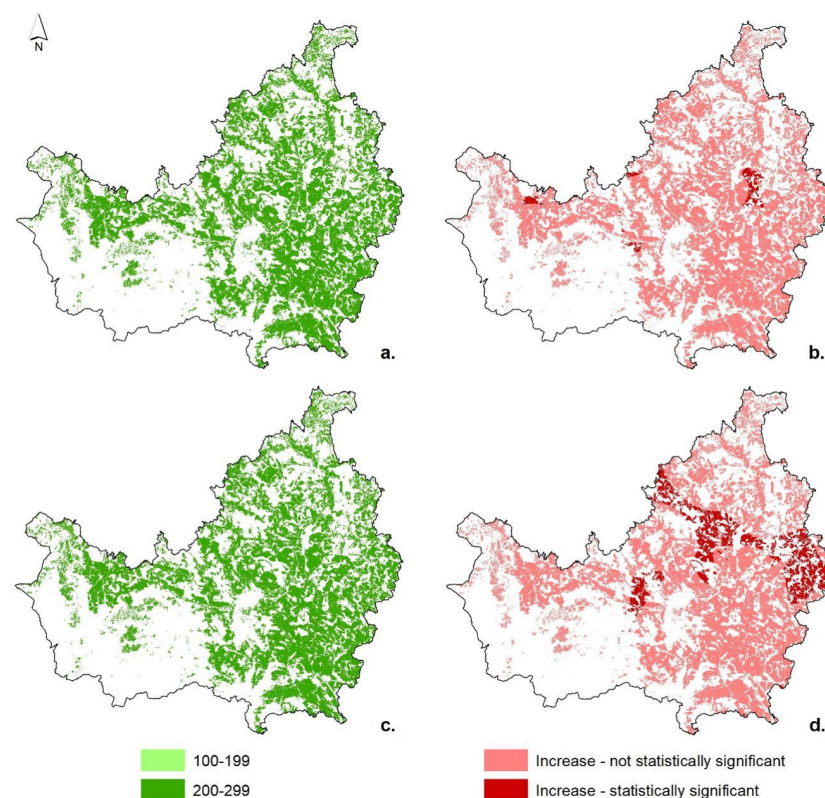 N
a.
b.
c.
d.
100-199
200-299
Increase - not statistically significant
Increase - statistically significant